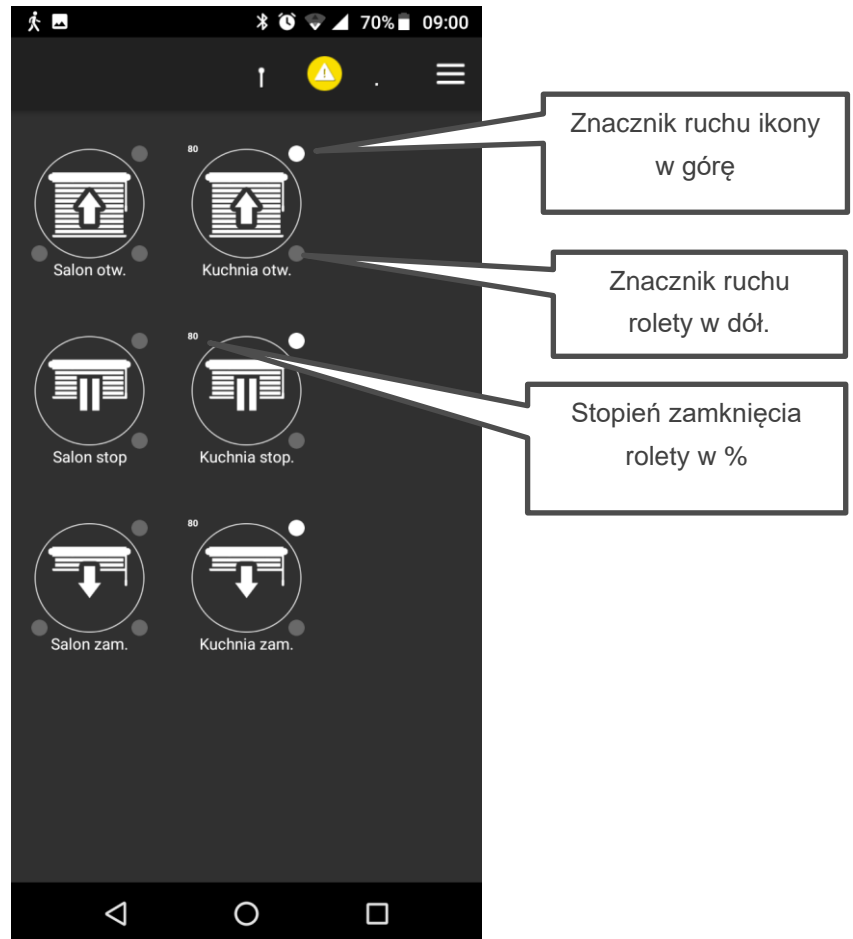 70% 09:00
Znacznik ruchu ikony
w górę
80
Salon otw.
Kuchnia otw.
Znacznik ruchu
rolety w dół.
80
Salon stop
Kuchnia stop.
Stopień zamknięcia
rolety w %
80
Salon zam.
Kuchnia zam.